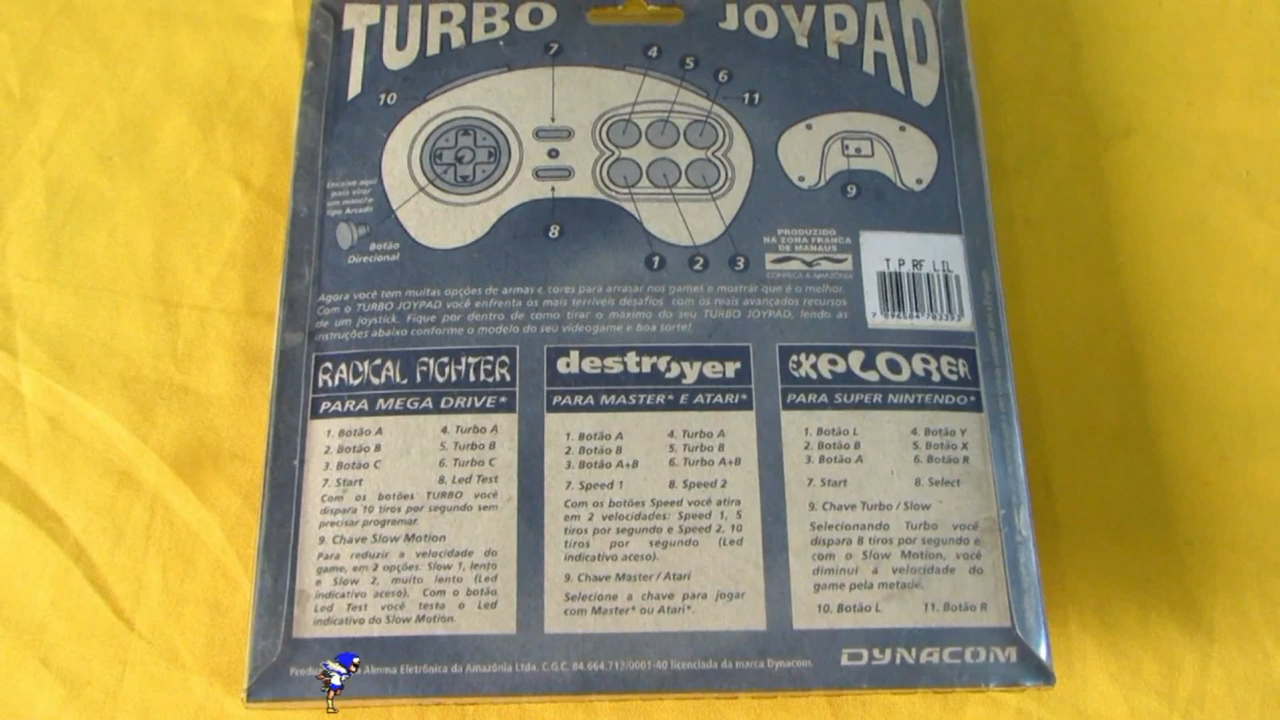 TURBO JOYPAD
7
4
5
6
10
11
9
8
1 2 3
Encaixe aqui
para virar
um manche
tipo Arcade
Botão
Direcional
PRODUZIDO
NA ZONA FRANCA
DE MANAUS
CONHEÇA A AMAZÔNIA
T P RF LIL
Agora você tem muitas opções de armas e cores para arrasar nos games e mostrar que é o melhor.
Com o TURBO JOYPAD você enfrenta os mais terríveis desafios com os mais avançados recursos
de um joystick. Fique por dentro de como tirar o máximo do seu TURBO JOYPAD, lendo as
instruções abaixo conforme o modelo do seu videogame e boa sorte!
RADICAL FIGHTER
PARA MEGA DRIVE*
1. Botão A 4. Turbo A
2. Botão B 5. Turbo B
3. Botão C 6. Turbo C
7. Start 8. Led Test
Com os botões TURBO você
dispara 10 tiros por segundo sem
precisar programar.
9. Chave Slow Motion
Para reduzir a velocidade do
game, em 2 opções: Slow 1, lento
e Slow 2, muito lento (Led
indicativo aceso). Com o botão
Led Test você testa o Led
indicativo do Slow Motion.
destroyer
PARA MASTER* E ATARI*
1. Botão A 4. Turbo A
2. Botão B 5. Turbo B
3. Botão A+B 6. Turbo A+B
7. Speed 1 8. Speed 2
Com os botões Speed você atira
em 2 velocidades: Speed 1, 5
tiros por segundo e Speed 2, 10
tiros por segundo (Led
indicativo aceso).
9. Chave Master / Atari
Selecione a chave para jogar
com Master* ou Atari*.
EXPLORER
PARA SUPER NINTENDO*
1. Botão L 4. Botão Y
2. Botão B 5. Botão X
3. Botão A 6. Botão R
7. Start 8. Select
9. Chave Turbo / Slow
Selecionando Turbo você
dispara 8 tiros por segundo e
com o Slow Motion, você
diminui a velocidade do
game pela metade.
10. Botão L 11. Botão R
Eletrônica da Amazônia Ltda. C.G.C. 84.664.713/0001-40 licenciada da marca Dynacom
DYNACOM